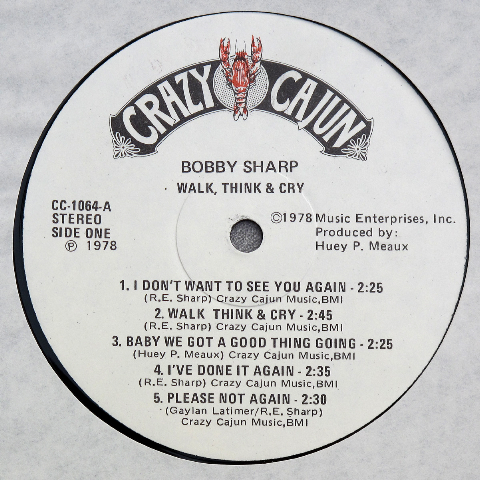 CRAZY CAJUN
BOBBY SHARP
WALK, THINK & CRY
CC-1064-A
STEREO
SIDE ONE
Ⓟ 1978
©1978 Music Enterprises, Inc.
Produced by:
Huey P. Meaux
1. I DON'T WANT TO SEE YOU AGAIN - 2:25
(R.E. Sharp) Crazy Cajun Music,BMI
2. WALK THINK & CRY - 2:45
(R.E. Sharp) Crazy Cajun Music, BMI
3. BABY WE GOT A GOOD THING GOING - 2:25
(Huey P. Meaux) Crazy Cajun Music, BMI
4. I'VE DONE IT AGAIN - 2:35
(R.E. Sharp) Crazy Cajun Music,BMI
5. PLEASE NOT AGAIN - 2:30
(Gaylan Latimer/R.E. Sharp)
Crazy Cajun Music,BMI